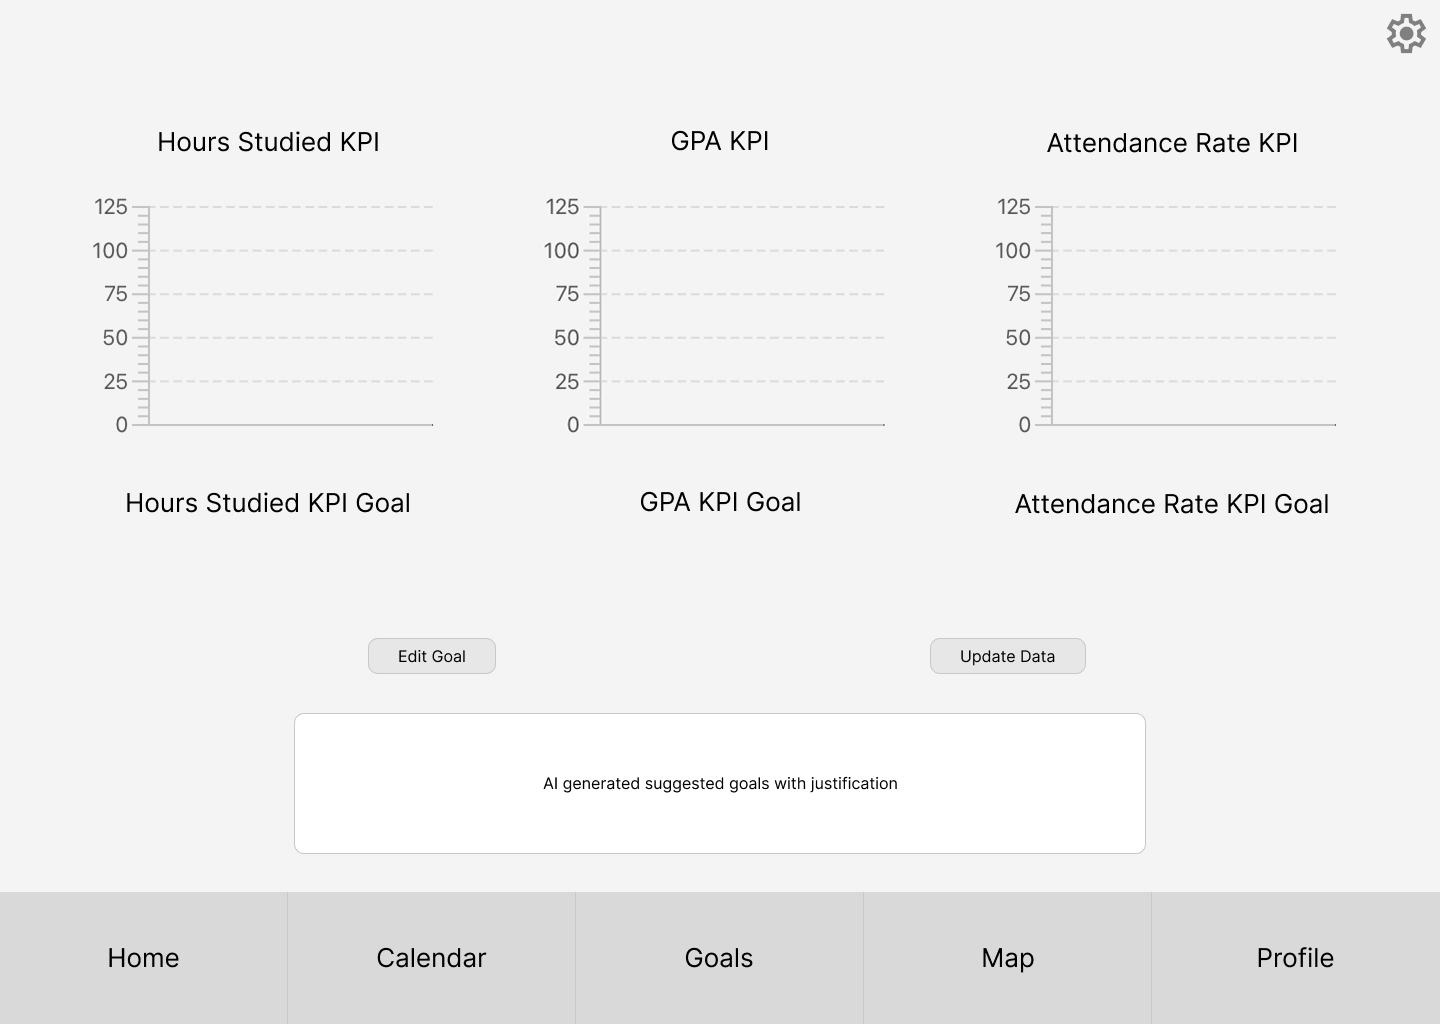 Hours Studied KPI
GPA KPI
Attendance Rate KPI
125
100
75
50
25
0
125
100
75
50
25
0
125
100
75
50
25
0
Hours Studied KPI Goal
GPA KPI Goal
Attendance Rate KPI Goal
Edit Goal
Update Data
AI generated suggested goals with justification
Home
Calendar
Goals
Map
Profile